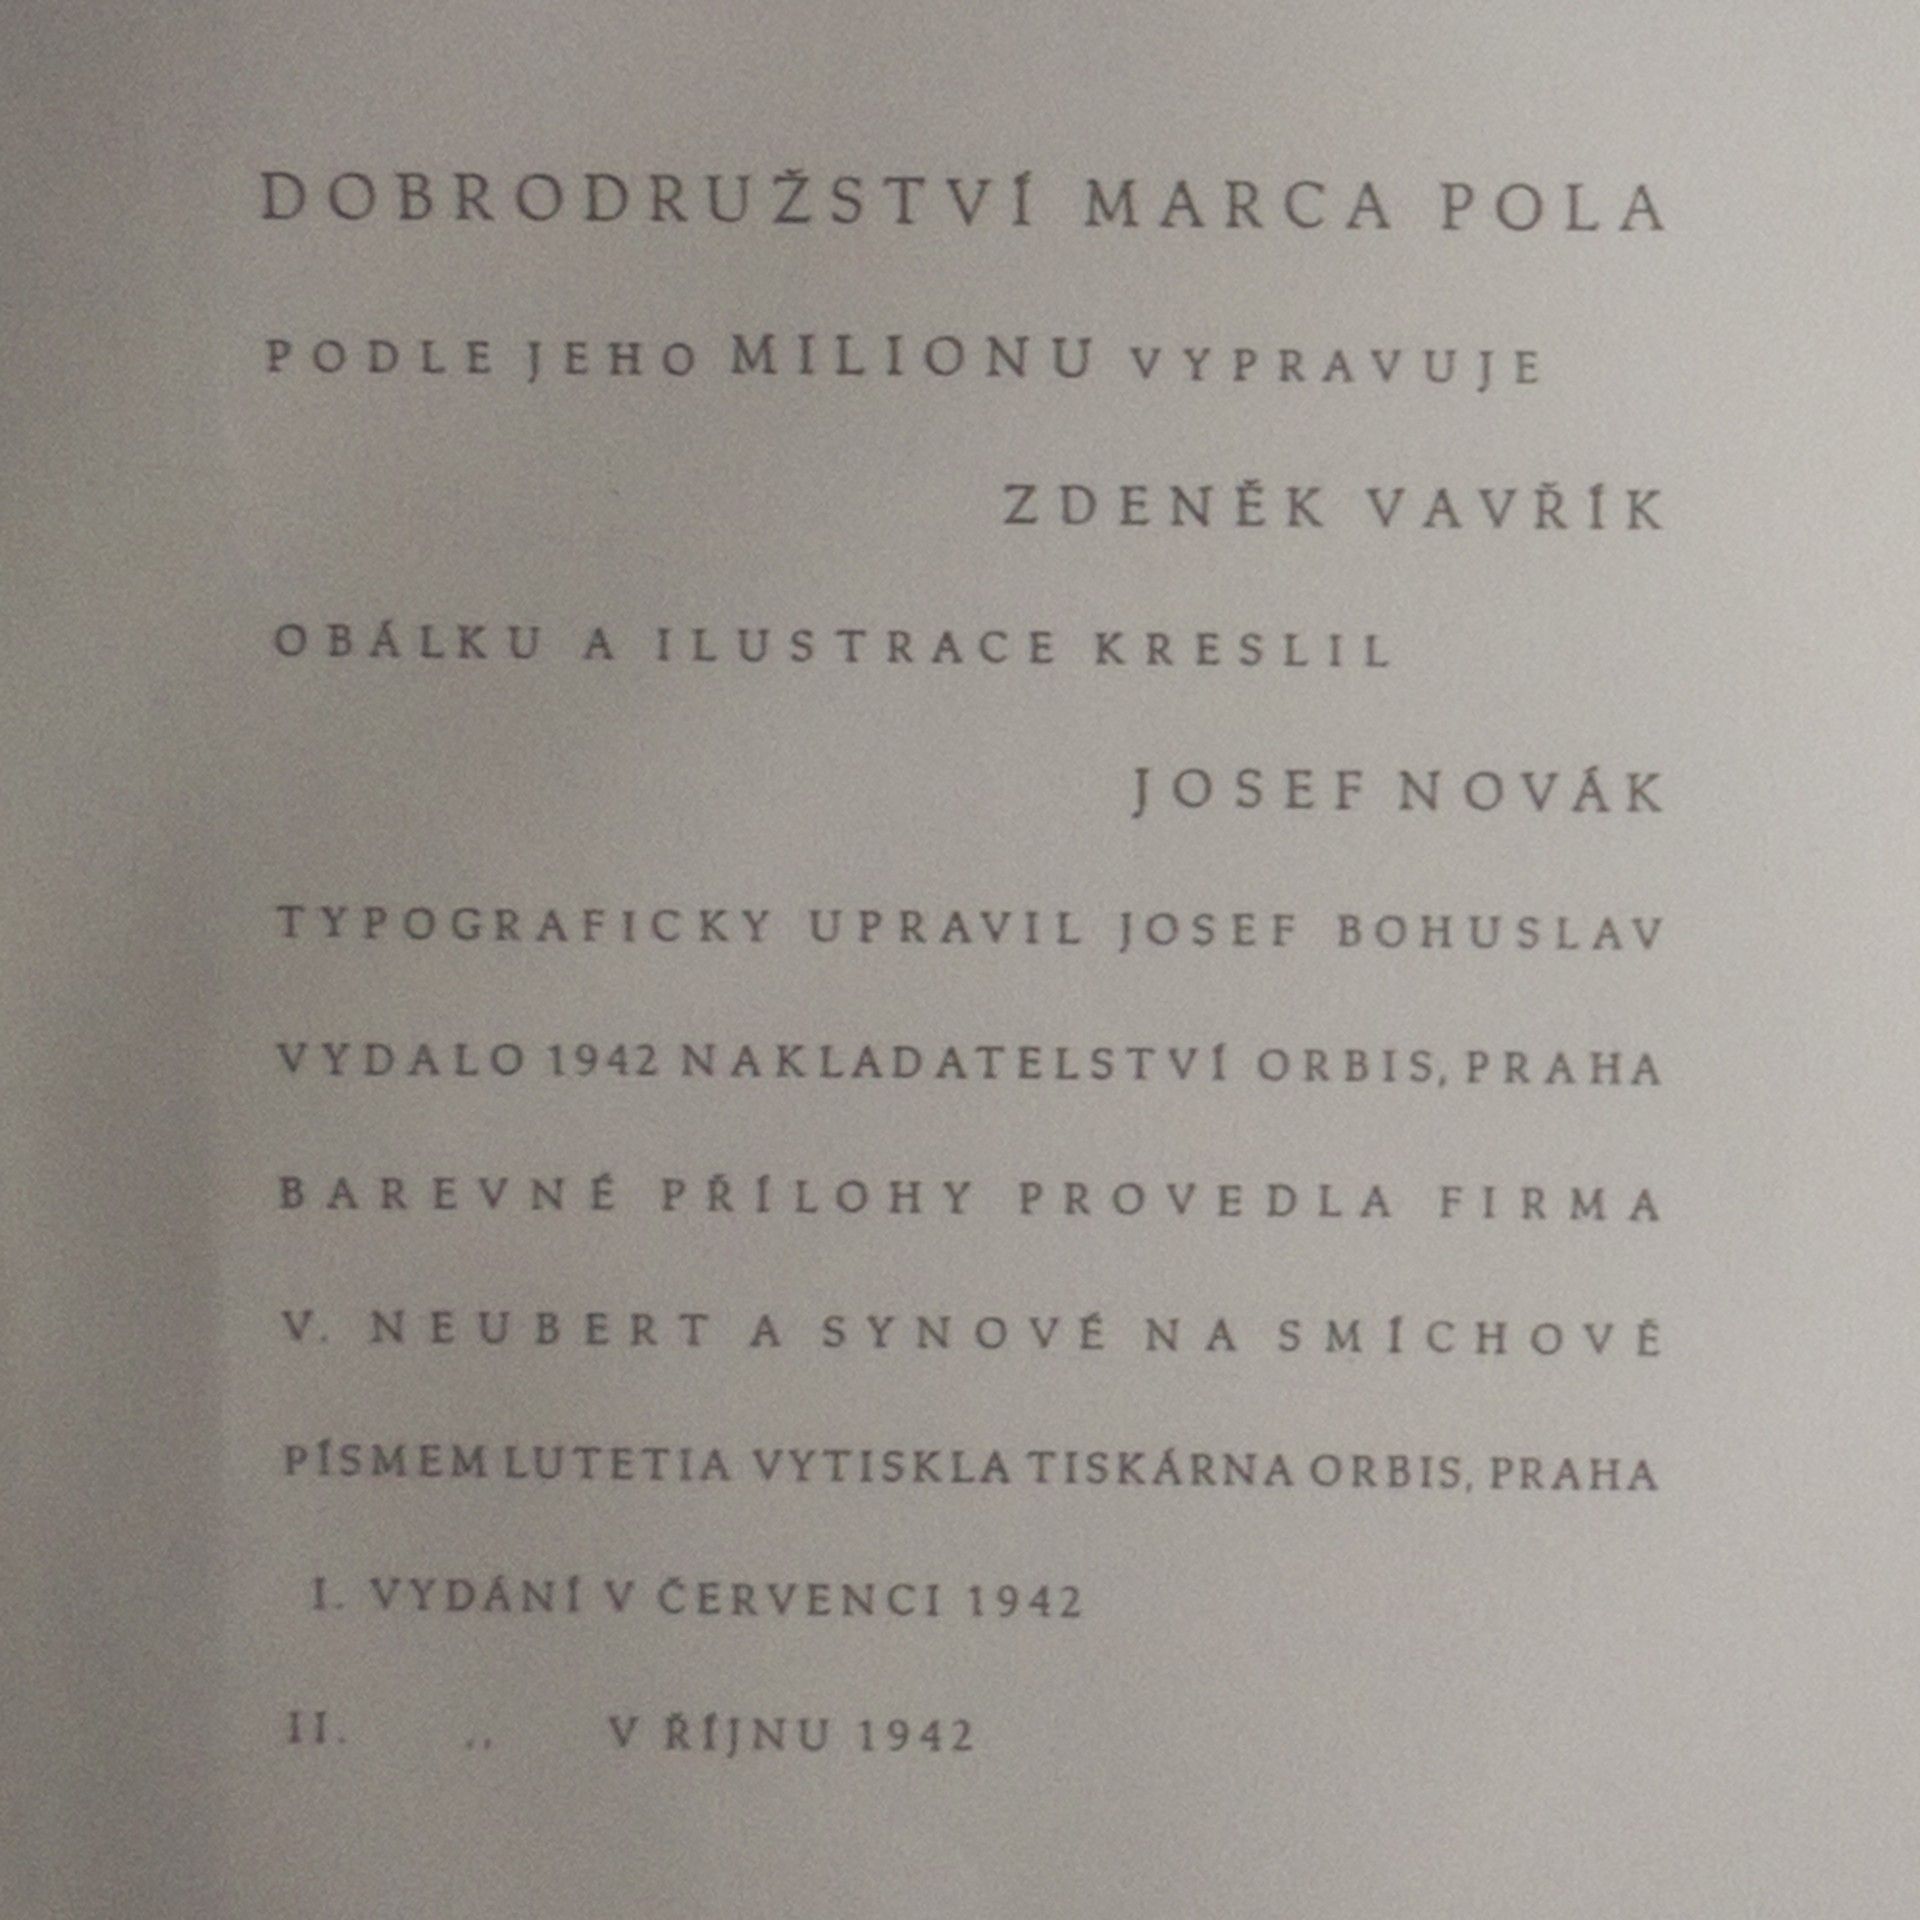 DOBRODRUŽSTVÍ MARCA POLA
PODLE JEHO MILIONU VYPRAVUJE
ZDENĚK VAVŘÍK
OBÁLKU A ILUSTRACE KRESLIL
JOSEF NOVÁK
TYPOGRAFICKY UPRAVIL JOSEF BOHUSLAV
VYDALO 1942 NAKLADATELSTVÍ ORBIS, PRAHA
BAREVNÉ PŘÍLOHY PROVEDLA FIRMA
V. NEUBERT A SYNOVÉ NA SMÍCHOVĚ
PÍSMEM LUTETIA VYTISKLA TISKÁRNA ORBIS, PRAHA
I. VYDÁNÍ V ČERVENCI 1942
II. ,, V ŘÍJNU 1942